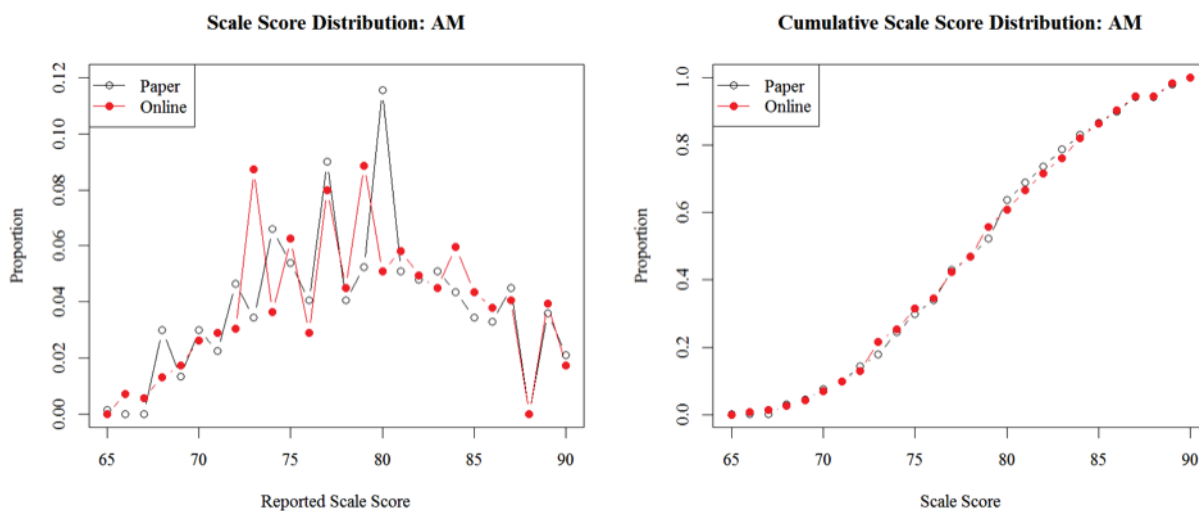 Scale Score Distribution: AM
Paper
Online
0.12
0.10
0.08
0.06
0.04
0.02
0.00
Proportion
65 70 75 80 85 90
Reported Scale Score
Cumulative Scale Score Distribution: AM
Paper
Online
1.0
0.8
0.6
0.4
0.2
0.0
Proportion
65 70 75 80 85 90
Scale Score